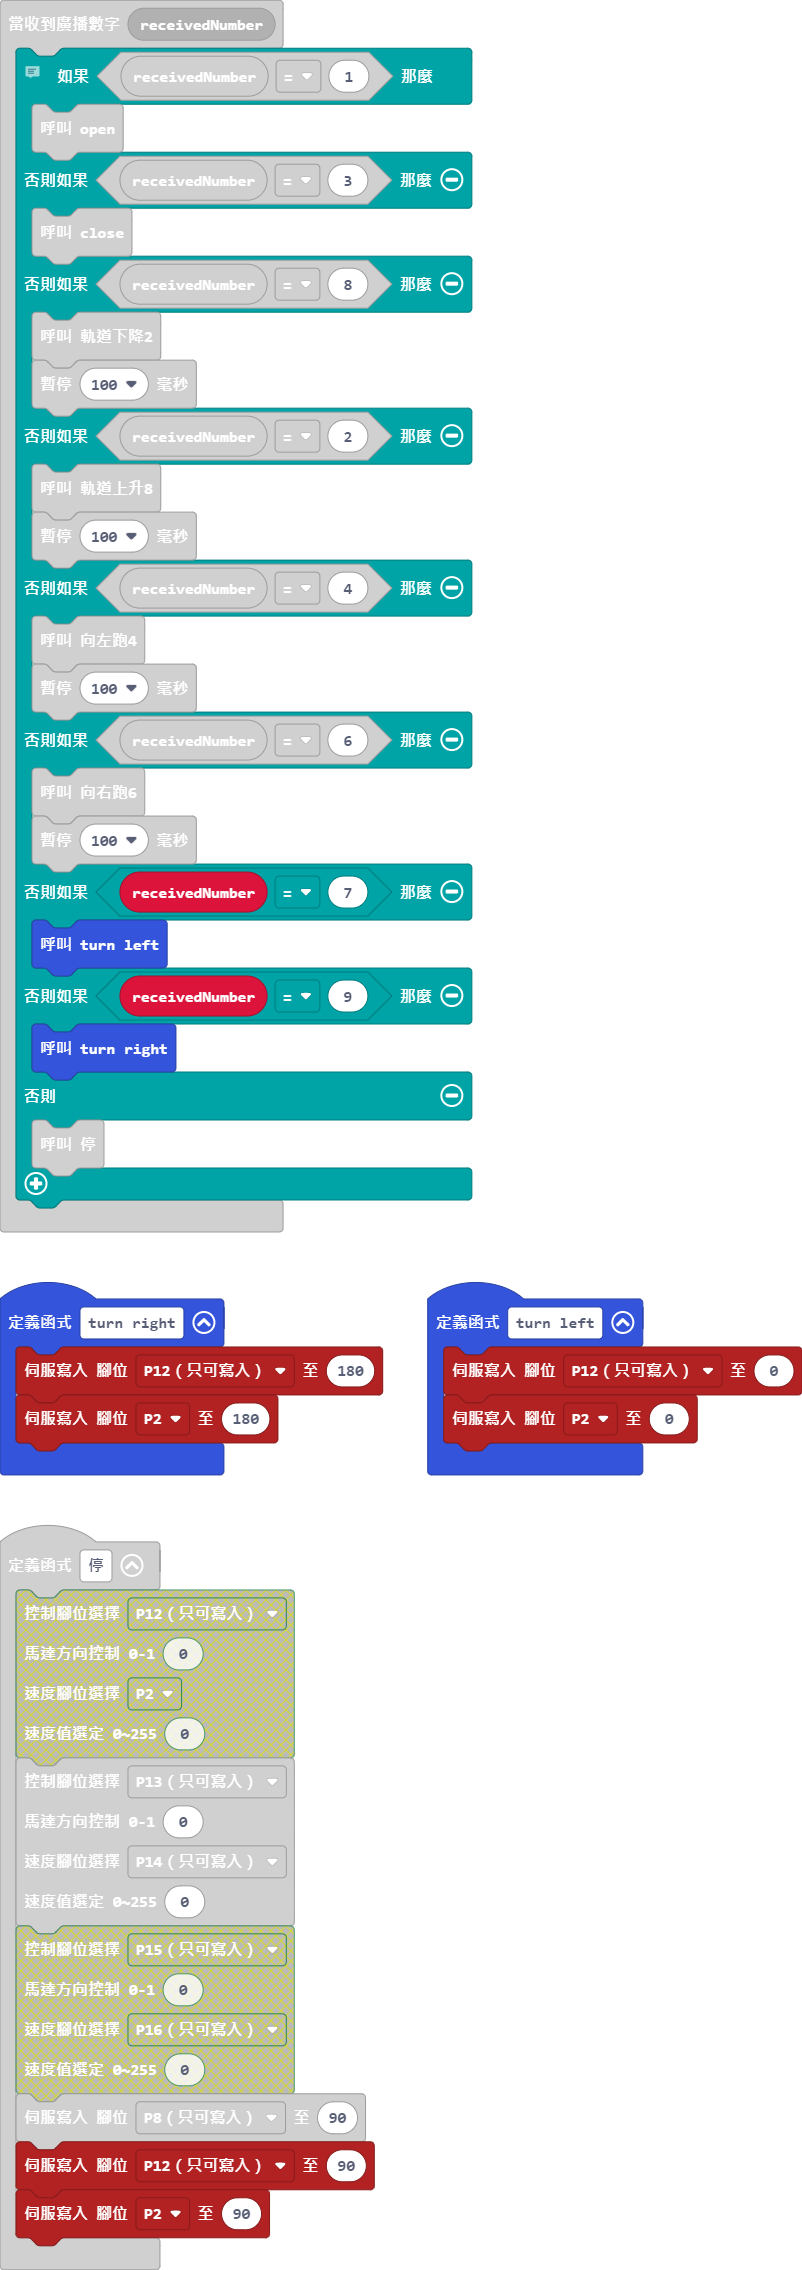 當收到廣播數字 receivedNumber
如果 receivedNumber = 1 那麼
呼叫 open
否則如果 receivedNumber = 3 那麼
呼叫 close
否則如果 receivedNumber = 8 那麼
呼叫 軌道下降2
暫停 100 毫秒
否則如果 receivedNumber = 2 那麼
呼叫 軌道上升8
暫停 100 毫秒
否則如果 receivedNumber = 4 那麼
呼叫 向左跑4
暫停 100 毫秒
否則如果 receivedNumber = 6 那麼
呼叫 向右跑6
暫停 100 毫秒
否則如果 receivedNumber = 7 那麼
呼叫 turn left
否則如果 receivedNumber = 9 那麼
呼叫 turn right
否則
呼叫 停
定義函式 turn right
伺服寫入 腳位 P12（只可寫入） 至 180
伺服寫入 腳位 P2 至 180
定義函式 turn left
伺服寫入 腳位 P12（只可寫入） 至 0
伺服寫入 腳位 P2 至 0
定義函式 停
控制腳位選擇 P12（只可寫入）
馬達方向控制 0-1 0
速度腳位選擇 P2
速度值選定 0~255 0
控制腳位選擇 P13（只可寫入）
馬達方向控制 0-1 0
速度腳位選擇 P14（只可寫入）
速度值選定 0~255 0
控制腳位選擇 P15（只可寫入）
馬達方向控制 0-1 0
速度腳位選擇 P16（只可寫入）
速度值選定 0~255 0
伺服寫入 腳位 P8（只可寫入） 至 90
伺服寫入 腳位 P12（只可寫入） 至 90
伺服寫入 腳位 P2 至 90